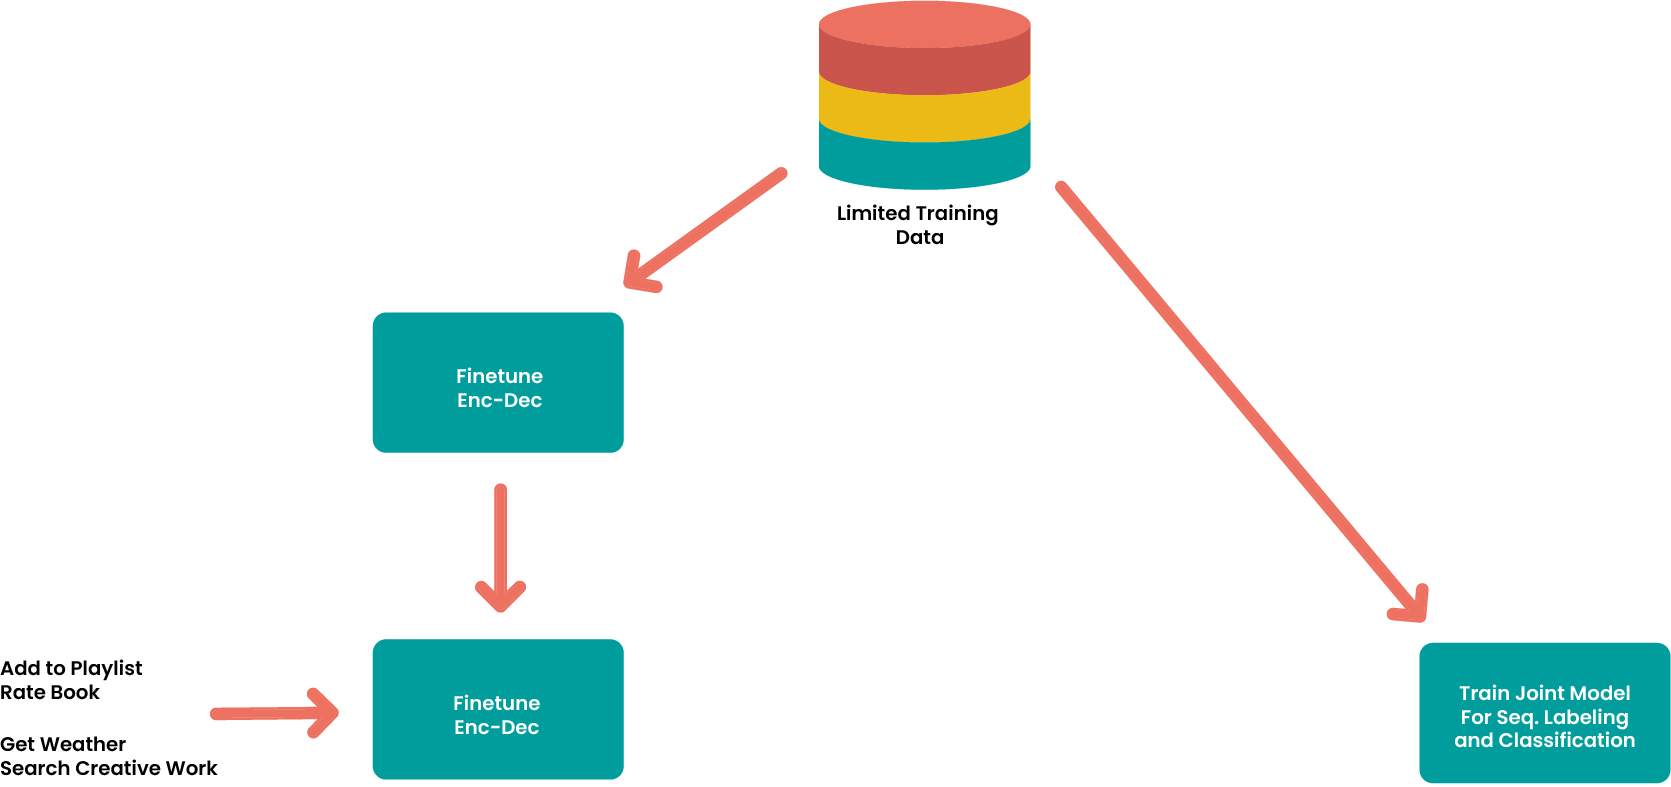 Limited Training
Data
Finetune
Enc-Dec
Add to Playlist
Rate Book
Get Weather
Search Creative Work
Finetune
Enc-Dec
Train Joint Model
For Seq. Labeling
and Classification